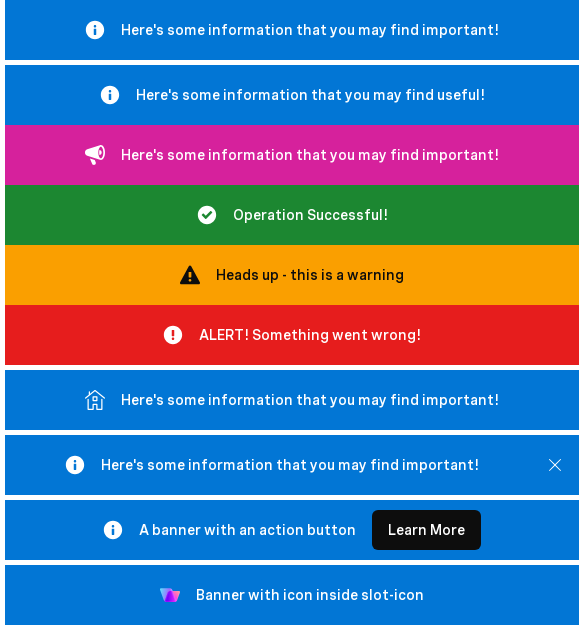 Here's some information that you may find important!
Here's some information that you may find useful!
Here's some information that you may find important!
Operation Successful!
Heads up - this is a warning
ALERT! Something went wrong!
Here's some information that you may find important!
Here's some information that you may find important!
A banner with an action button Learn More
Banner with icon inside slot-icon